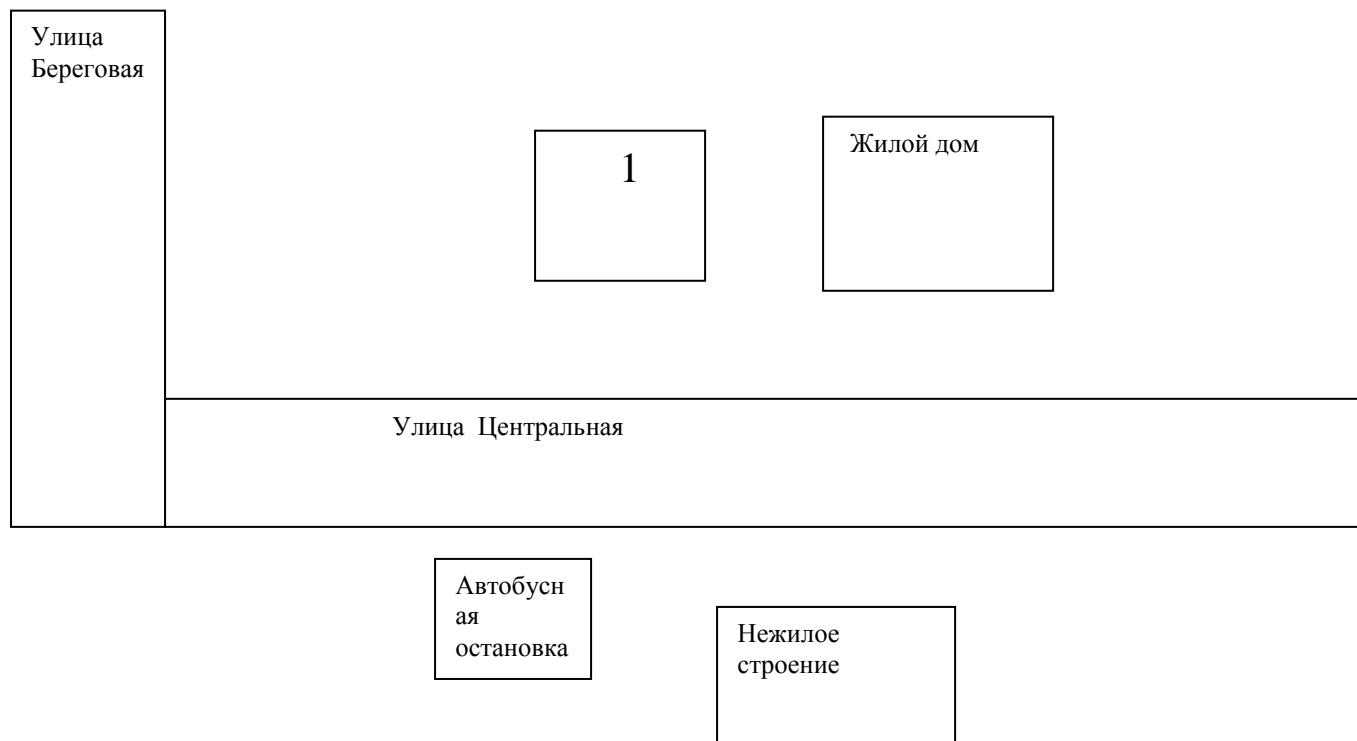 Улица
Береговая
1
Жилой дом
Улица  Центральная
Автобусн
ая
остановка
Нежилое
строение